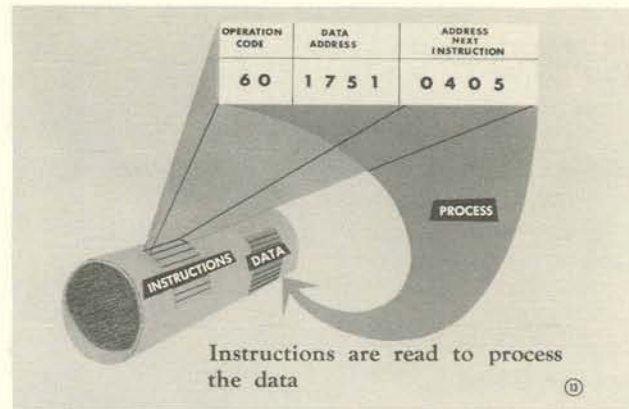 OPERATION CODE
DATA ADDRESS
ADDRESS NEXT INSTRUCTION
60
1751
0405
PROCESS
INSTRUCTIONS
DATA
Instructions are read to process
the data
13